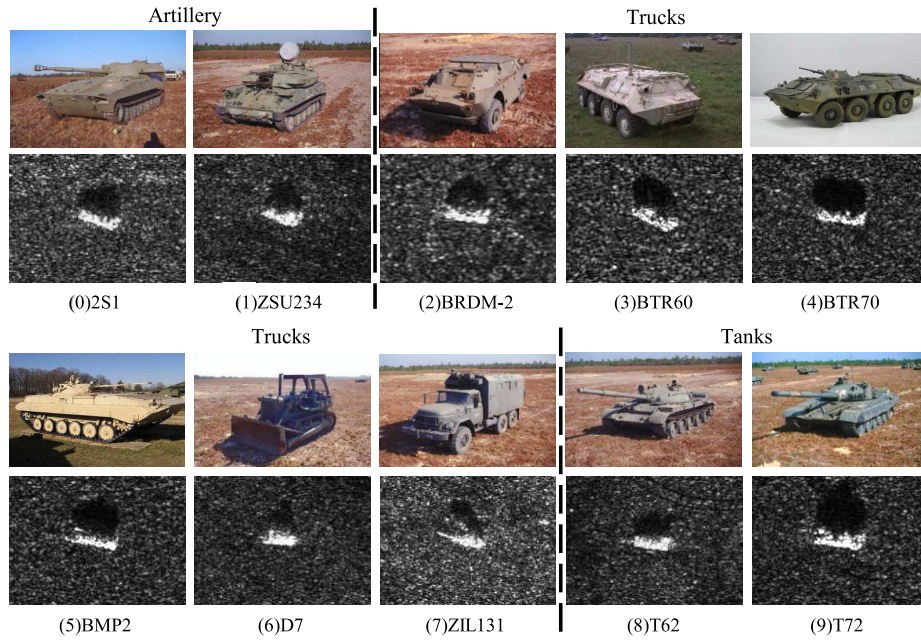 Artillery
Trucks
(0)2S1
(1)ZSU234
(2)BRDM-2
(3)BTR60
(4)BTR70
Trucks
Tanks
(5)BMP2
(6)D7
(7)ZIL131
(8)T62
(9)T72